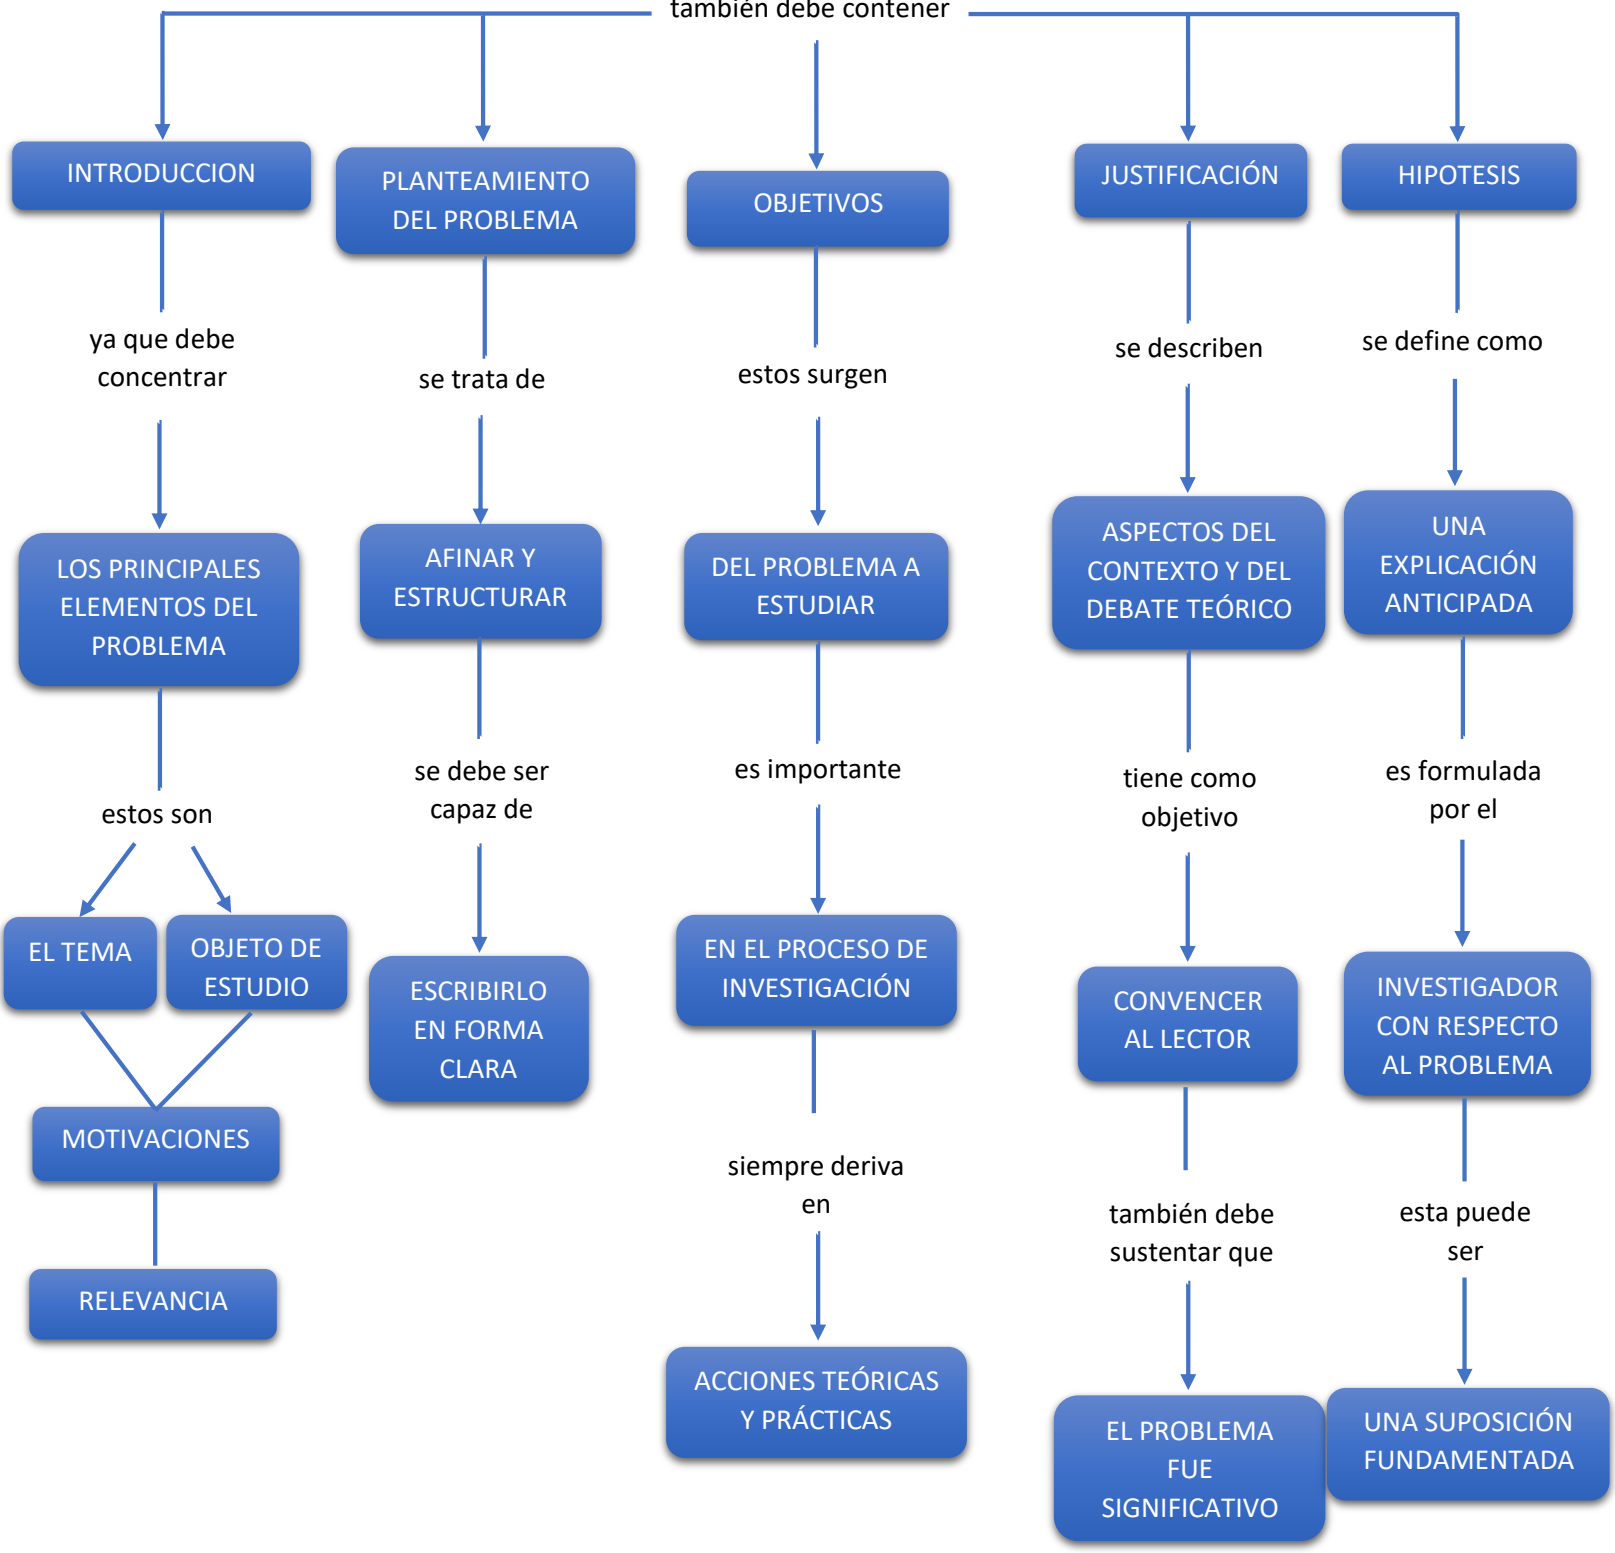 también debe contener
INTRODUCCION
ya que debe
concentrar
LOS PRINCIPALES
ELEMENTOS DEL
PROBLEMA
estos son
EL TEMA
OBJETO DE
ESTUDIO
MOTIVACIONES
RELEVANCIA
PLANTEAMIENTO
DEL PROBLEMA
se trata de
AFINAR Y
ESTRUCTURAR
se debe ser
capaz de
ESCRIBIRLO
EN FORMA
CLARA
OBJETIVOS
estos surgen
DEL PROBLEMA A
ESTUDIAR
es importante
EN EL PROCESO DE
INVESTIGACIÓN
siempre deriva
en
ACCIONES TEÓRICAS
Y PRÁCTICAS
JUSTIFICACIÓN
se describen
ASPECTOS DEL
CONTEXTO Y DEL
DEBATE TEÓRICO
tiene como
objetivo
CONVENCER
AL LECTOR
también debe
sustentar que
EL PROBLEMA
FUE
SIGNIFICATIVO
HIPOTESIS
se define como
UNA
EXPLICACIÓN
ANTICIPADA
es formulada
por el
INVESTIGADOR
CON RESPECTO
AL PROBLEMA
esta puede
ser
UNA SUPOSICIÓN
FUNDAMENTADA